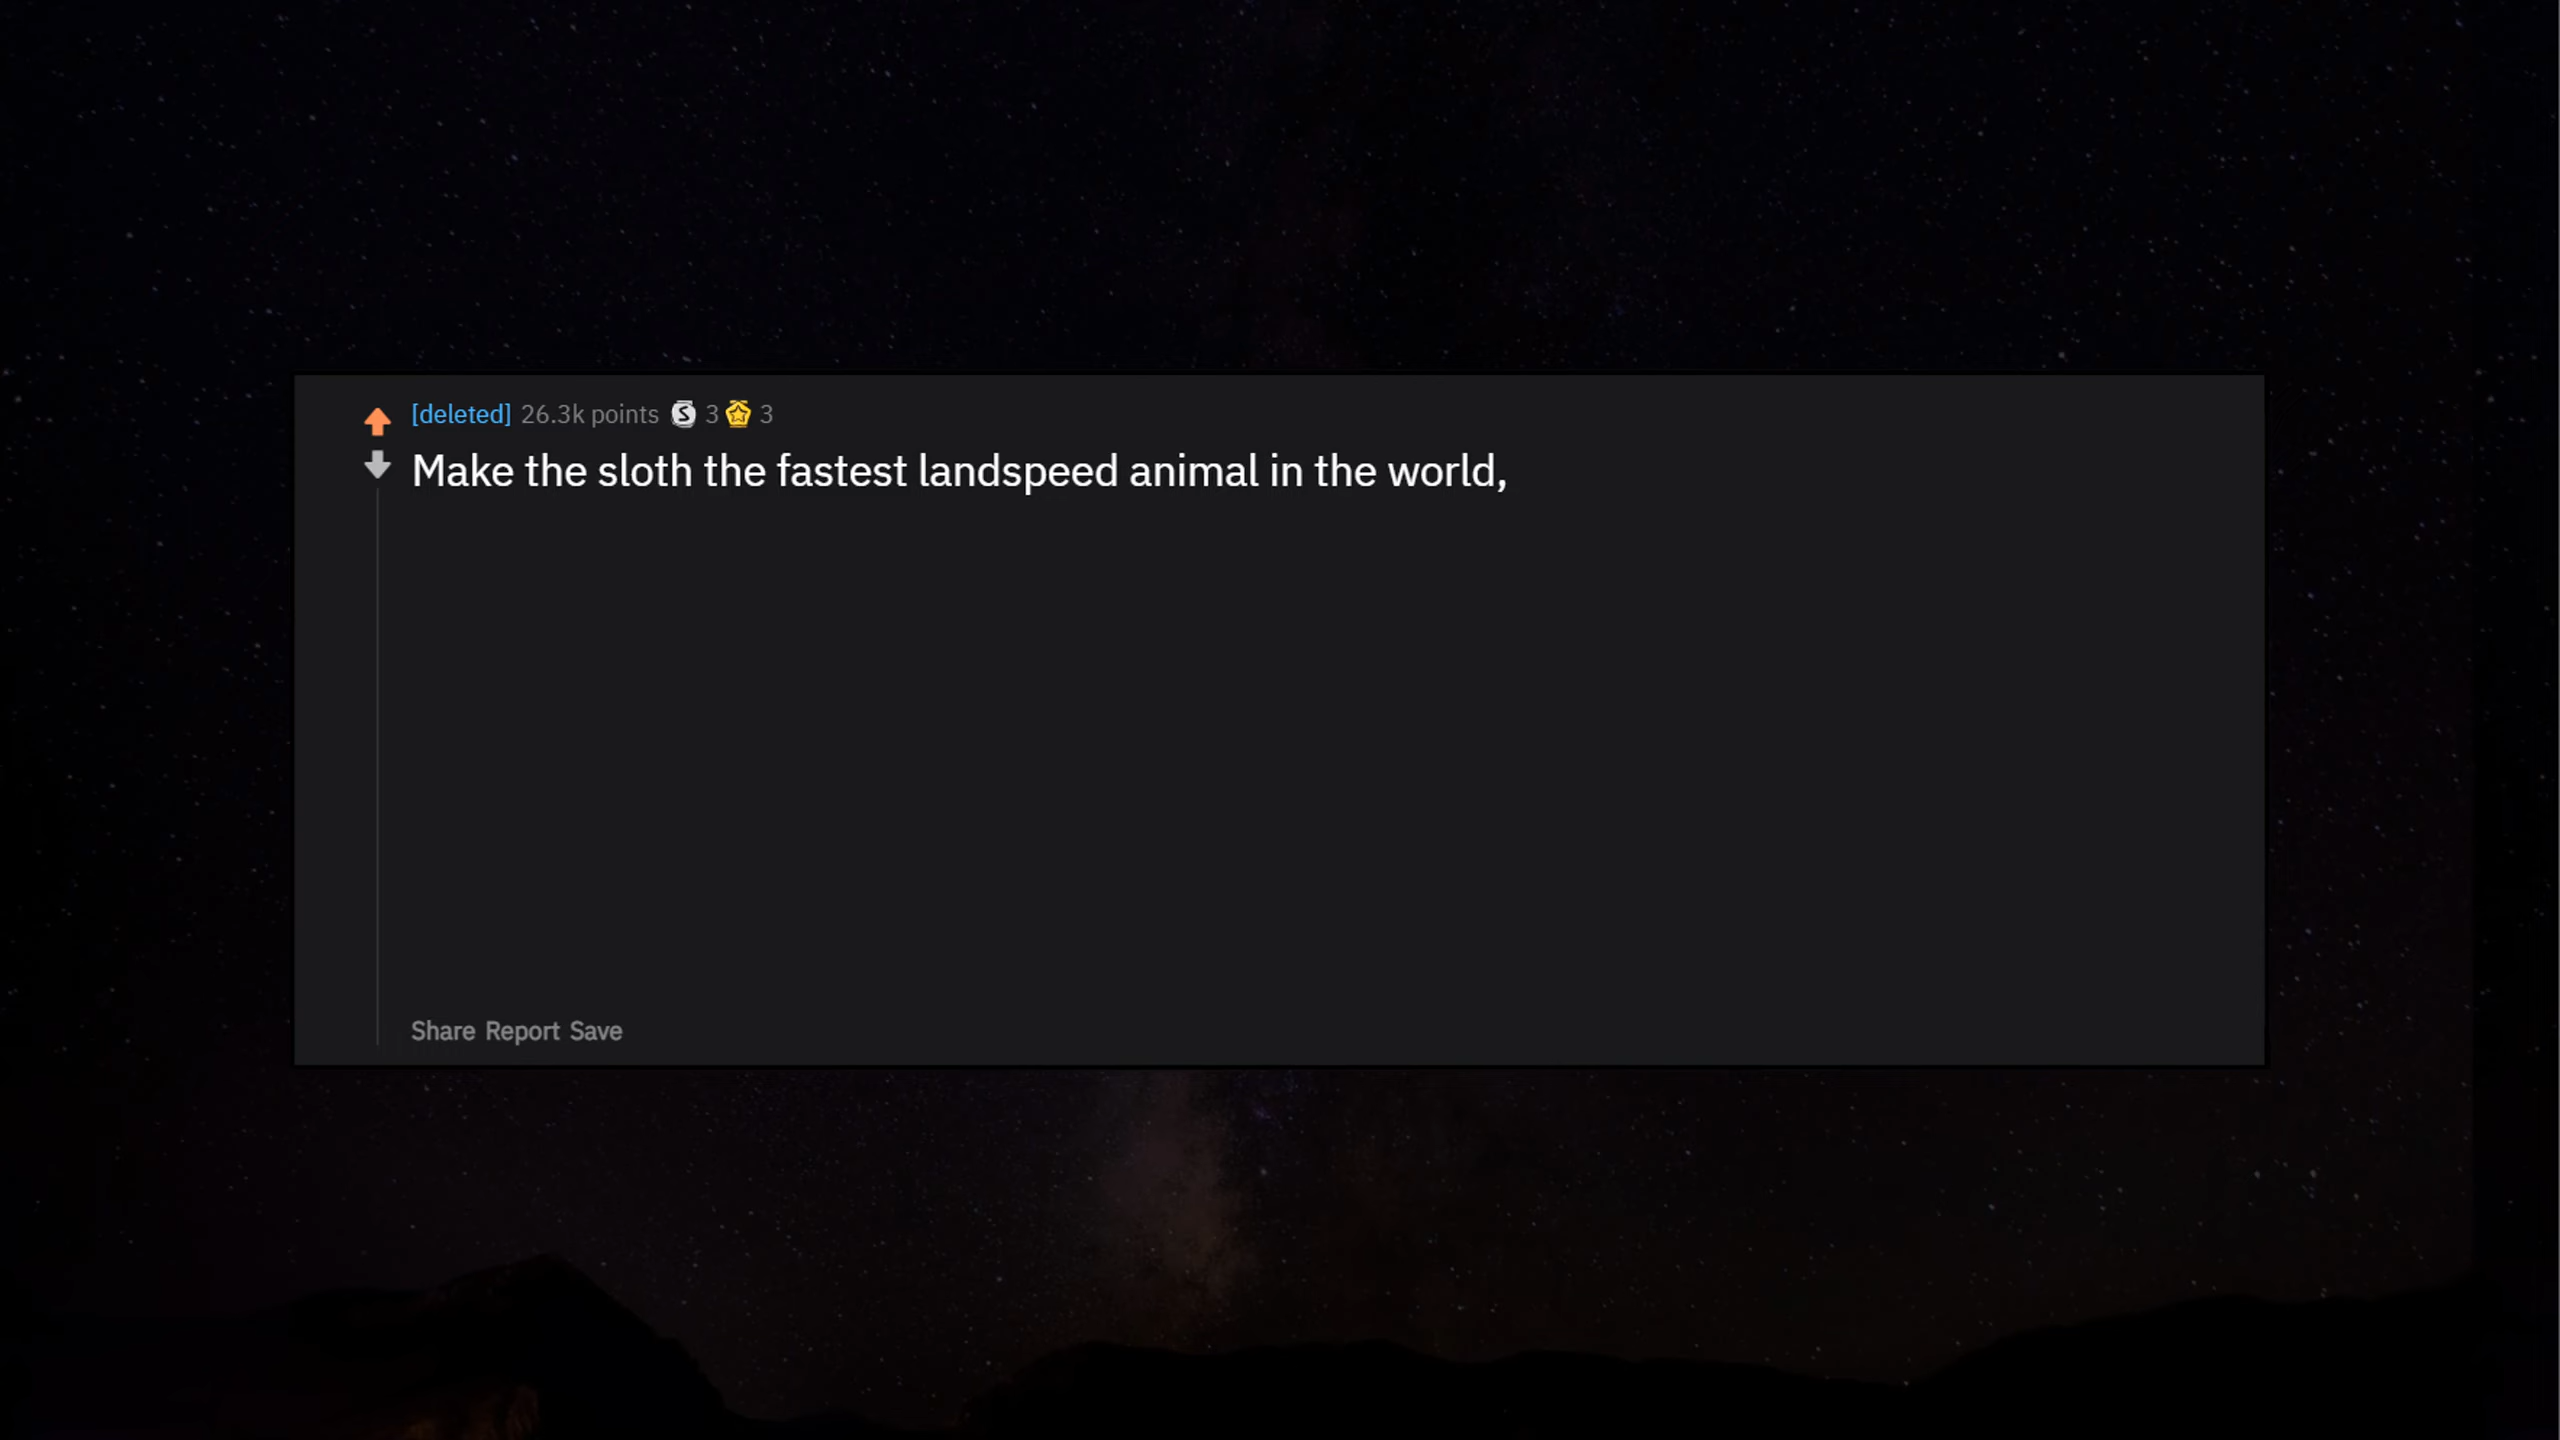 [deleted] 26.3k points 3 3
Make the sloth the fastest landspeed animal in the world,
Share Report Save